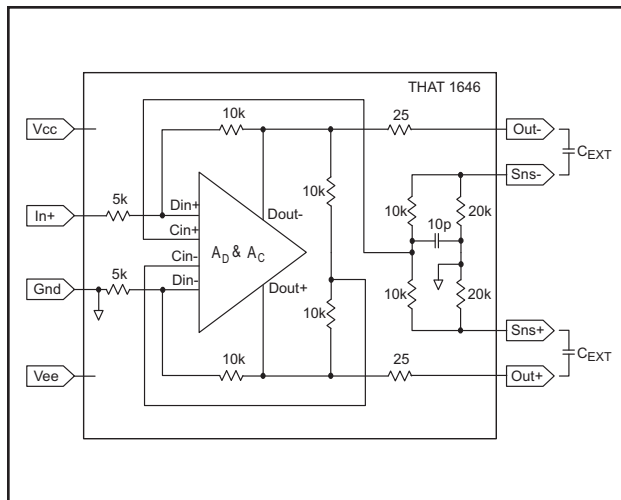 THAT 1646
Vcc
10k
25
Out-
CEXT
Sns-
10k
10k
20k
10p
In+
5k
Din+
Cin+
Dout-
AD & AC
Cin-
Din-
Dout+
Gnd
5k
10k
10k
20k
Sns+
CEXT
10k
25
Out+
Vee